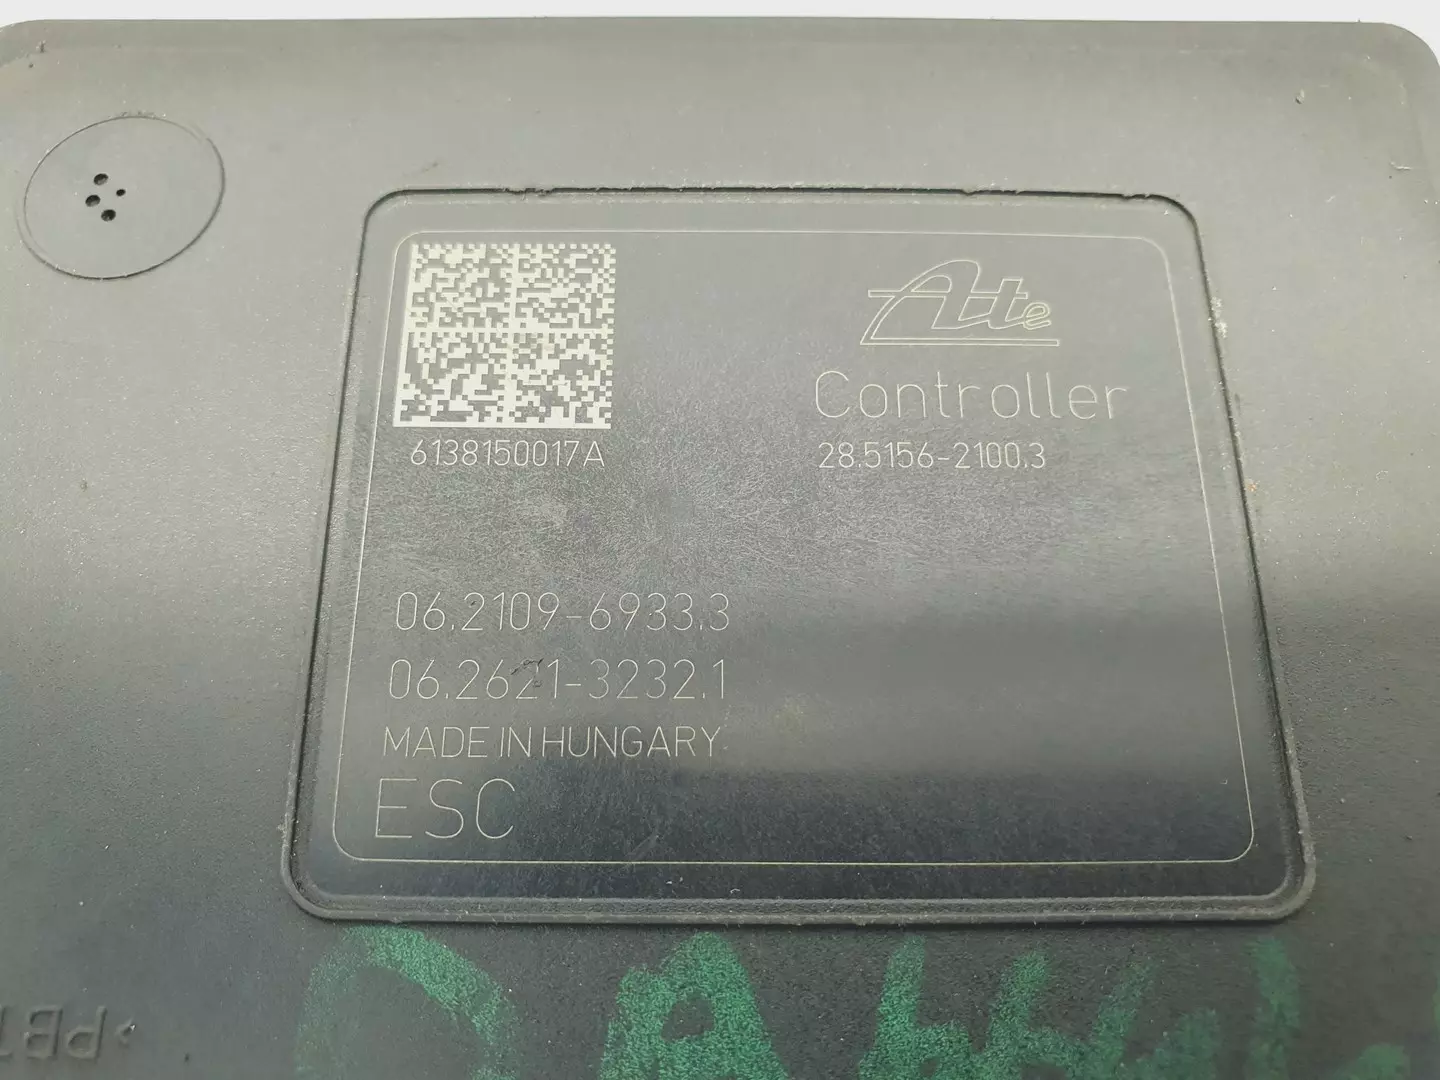 Ate
Controller
6138150017A
28.5156-2100.3
06.2109-6933.3
06.2621-3232.1
MADE IN HUNGARY
ESC